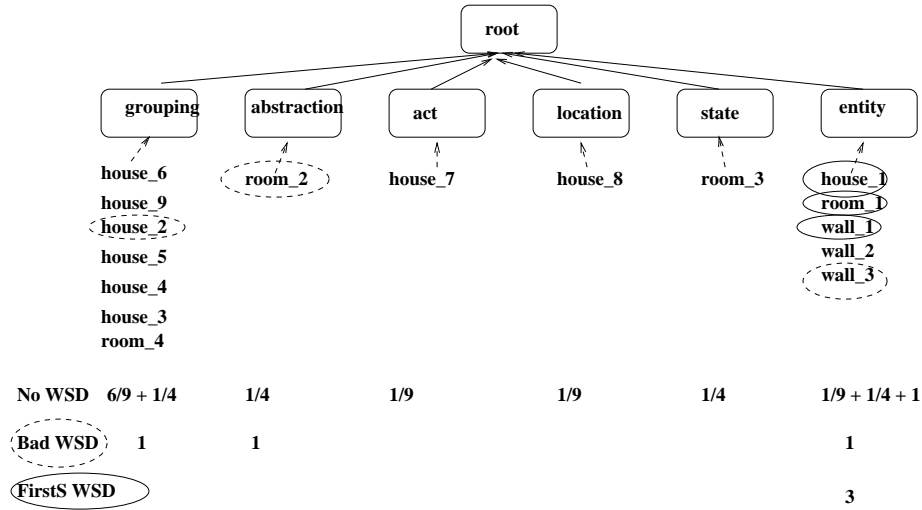 root
grouping abstraction act location state entity
house_6 room_2 house_7 house_8 room_3 house_1
house_9 room_1
house_2 wall_1
house_5 wall_2
house_4 wall_3
house_3
room_4
No WSD 6/9 + 1/4 1/4 1/9 1/9 1/4 1/9 + 1/4 + 1
Bad WSD 1 1 1
FirstS WSD 3